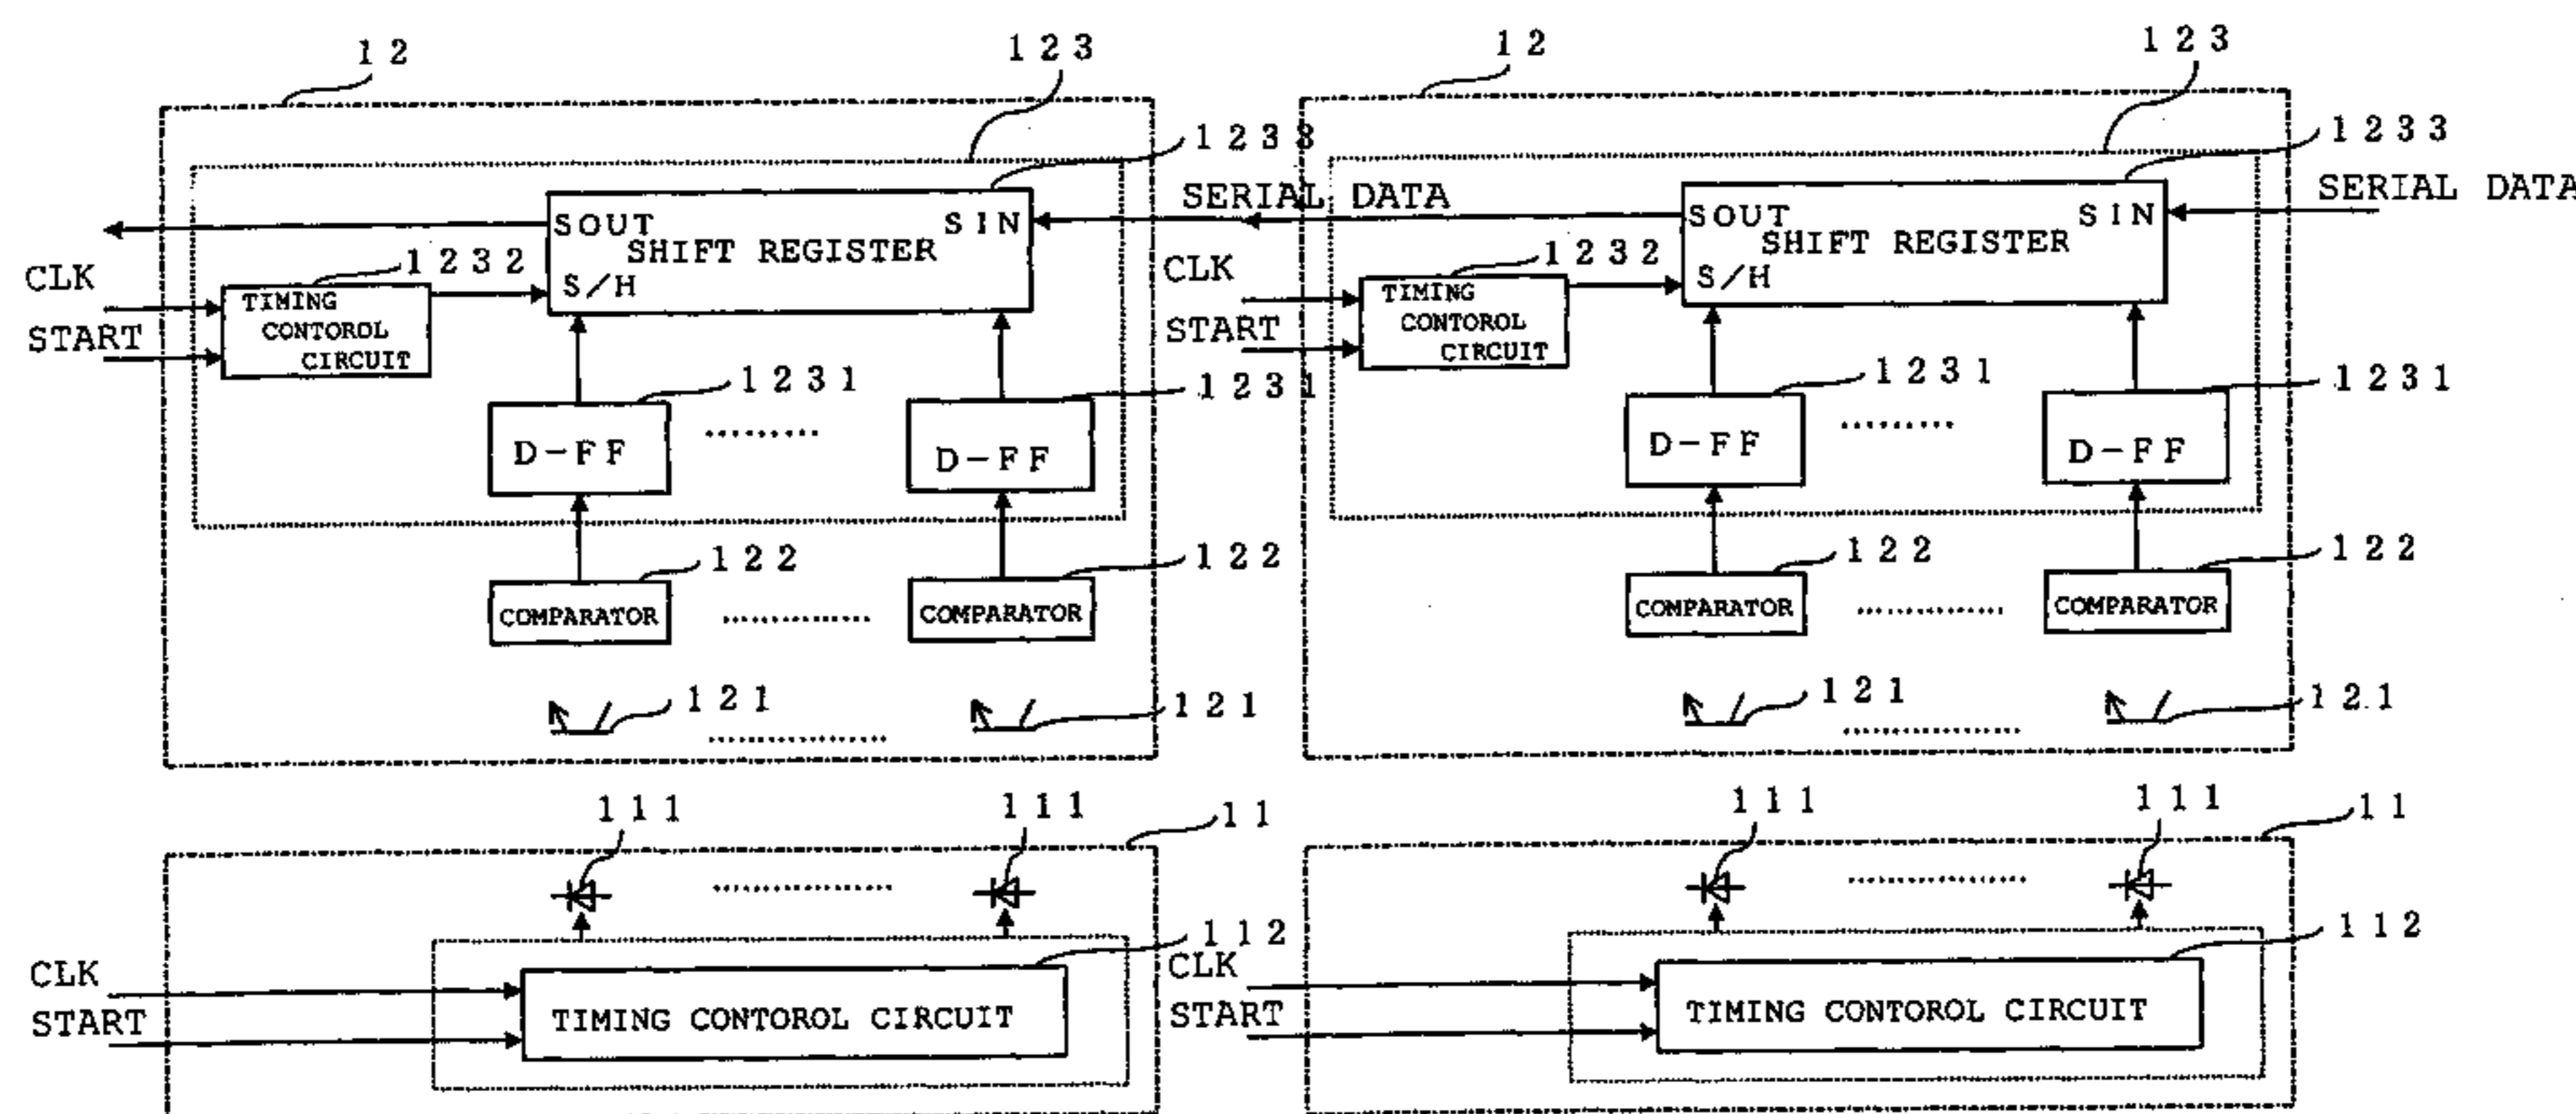 12
123
12
123
1233
1233
SERIAL DATA
SERIAL DATA
SOUT
SIN
SHIFT REGISTER
S/H
SOUT
SIN
SHIFT REGISTER
S/H
CLK
START
1232
TIMING
CONTOROL
CIRCUIT
CLK
START
1232
TIMING
CONTOROL
CIRCUIT
1231
1231
1231
1231
D-FF
D-FF
D-FF
D-FF
122
122
122
122
COMPARATOR
COMPARATOR
COMPARATOR
COMPARATOR
121
121
121
121
111
111
11
111
111
11
112
112
CLK
START
TIMING CONTOROL CIRCUIT
CLK
START
TIMING CONTOROL CIRCUIT